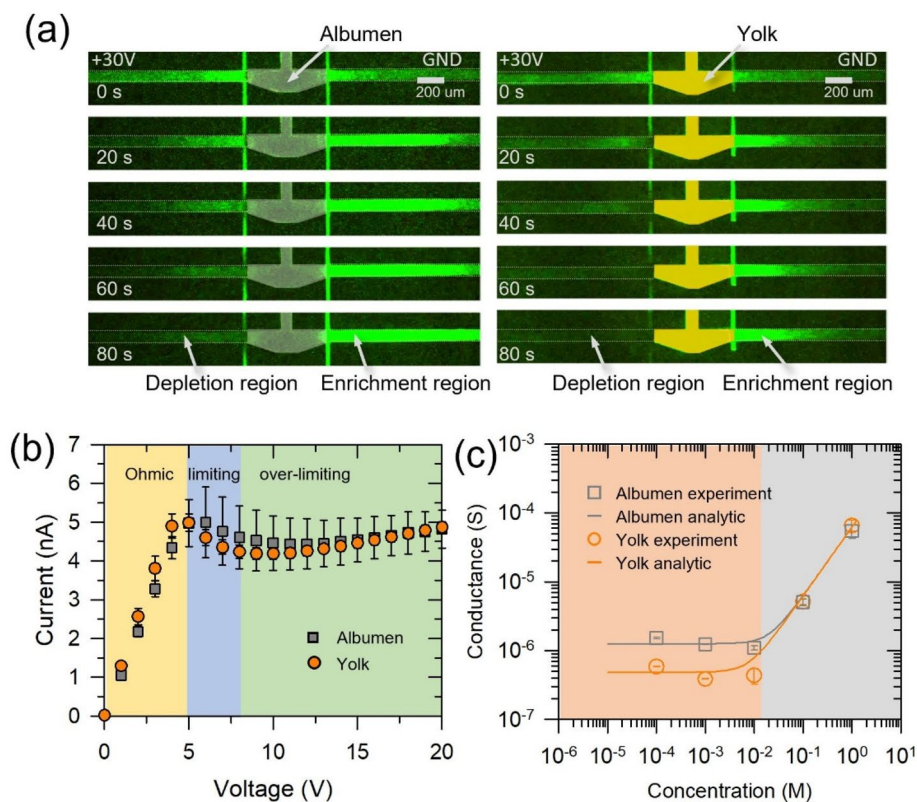 (a)
Albumen
Yolk
+30V
GND
0 s
200 um
20 s
40 s
60 s
80 s
Depletion region
Enrichment region
+30V
GND
0 s
200 um
20 s
40 s
60 s
80 s
Depletion region
Enrichment region
(b)
7
6
5
4
3
2
1
0
Current (nA)
Ohmic
limiting
over-limiting
Albumen
Yolk
0
5
10
15
20
Voltage (V)
(c)
10⁻³
10⁻⁴
10⁻⁵
10⁻⁶
10⁻⁷
Conductance (S)
Albumen experiment
Albumen analytic
Yolk experiment
Yolk analytic
10⁻⁶ 10⁻⁵ 10⁻⁴ 10⁻³ 10⁻² 10⁻¹ 10⁰ 10¹
Concentration (M)